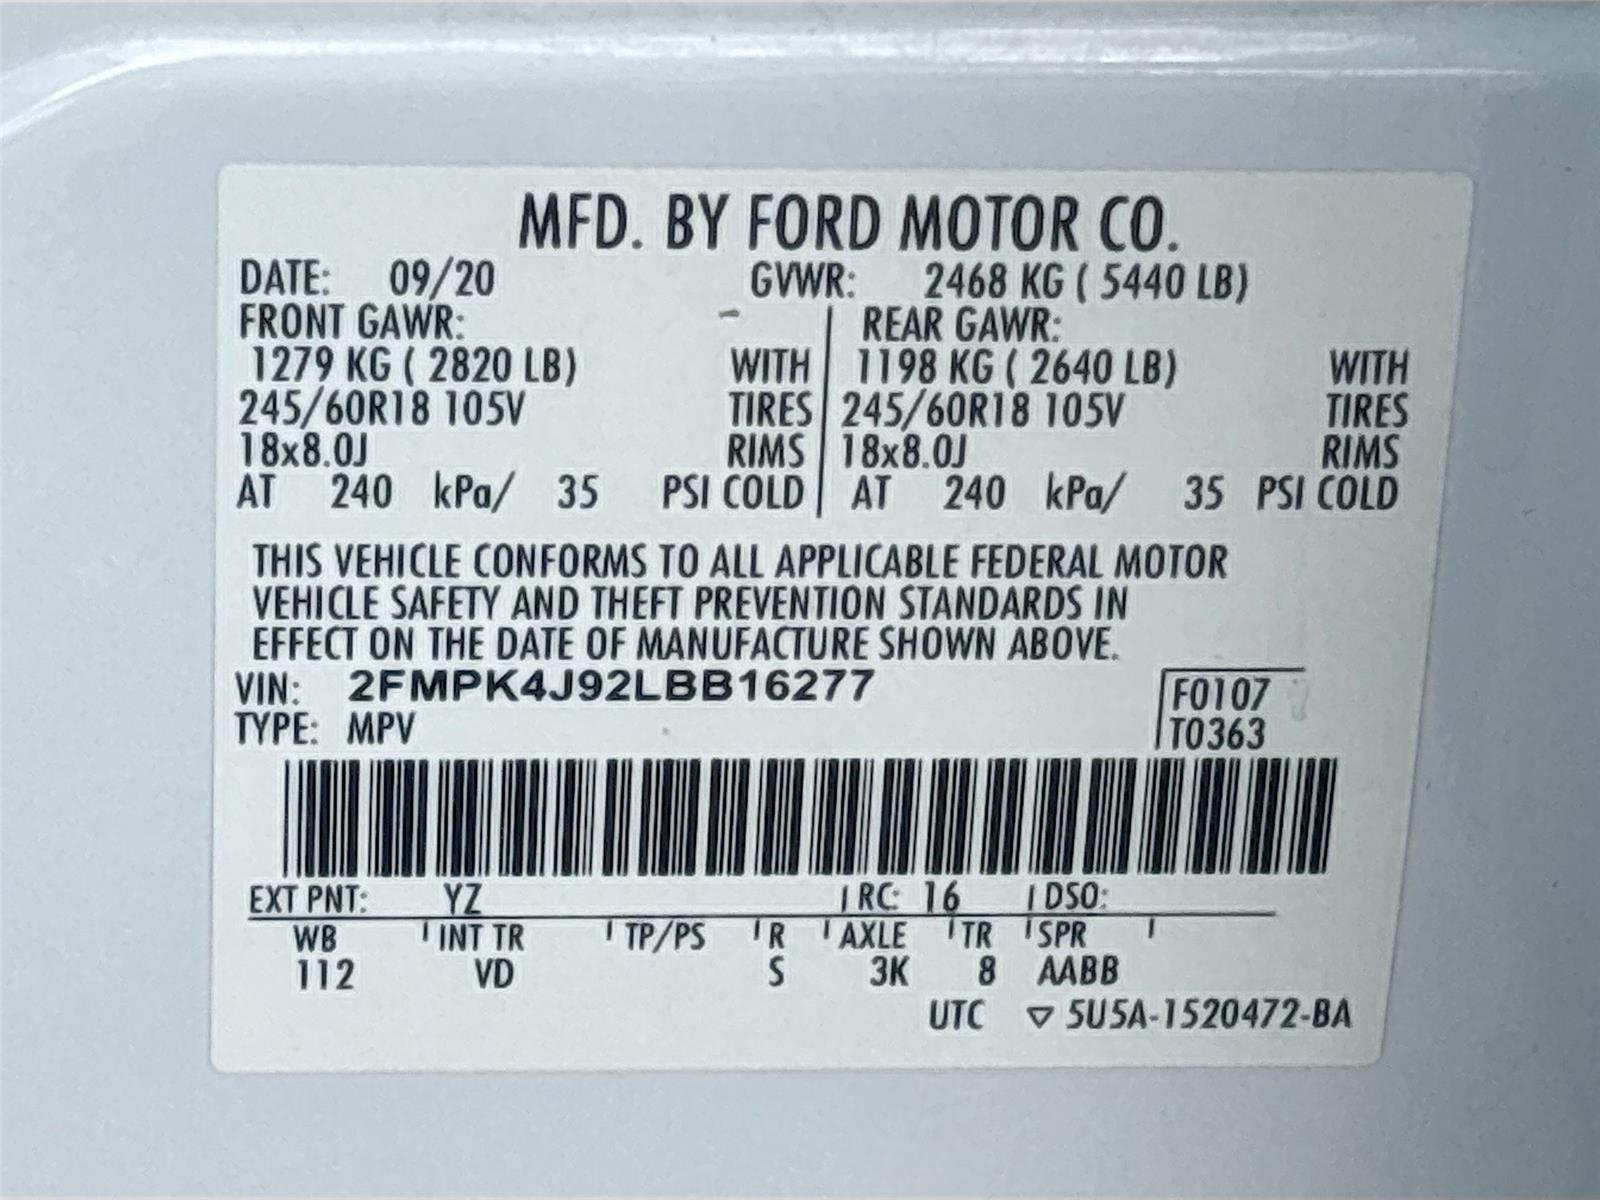 MFD. BY FORD MOTOR CO.
DATE: 09/20 GVWR: 2468 KG ( 5440 LB)
FRONT GAWR: REAR GAWR:
1279 KG ( 2820 LB) WITH 1198 KG ( 2640 LB) WITH
245/60R18 105V TIRES 245/60R18 105V TIRES
18x8.0J RIMS 18x8.0J RIMS
AT 240 kPa/ 35 PSI COLD AT 240 kPa/ 35 PSI COLD
THIS VEHICLE CONFORMS TO ALL APPLICABLE FEDERAL MOTOR
VEHICLE SAFETY AND THEFT PREVENTION STANDARDS IN
EFFECT ON THE DATE OF MANUFACTURE SHOWN ABOVE.
VIN: 2FMPK4J92LBB16277 F0107
TYPE: MPV T0363
EXT PNT: YZ RC: 16 DSO:
WB INT TR TP/PS R AXLE TR SPR
112 VD S 3K 8 AABB
UTC ▽ 5U5A-1520472-BA